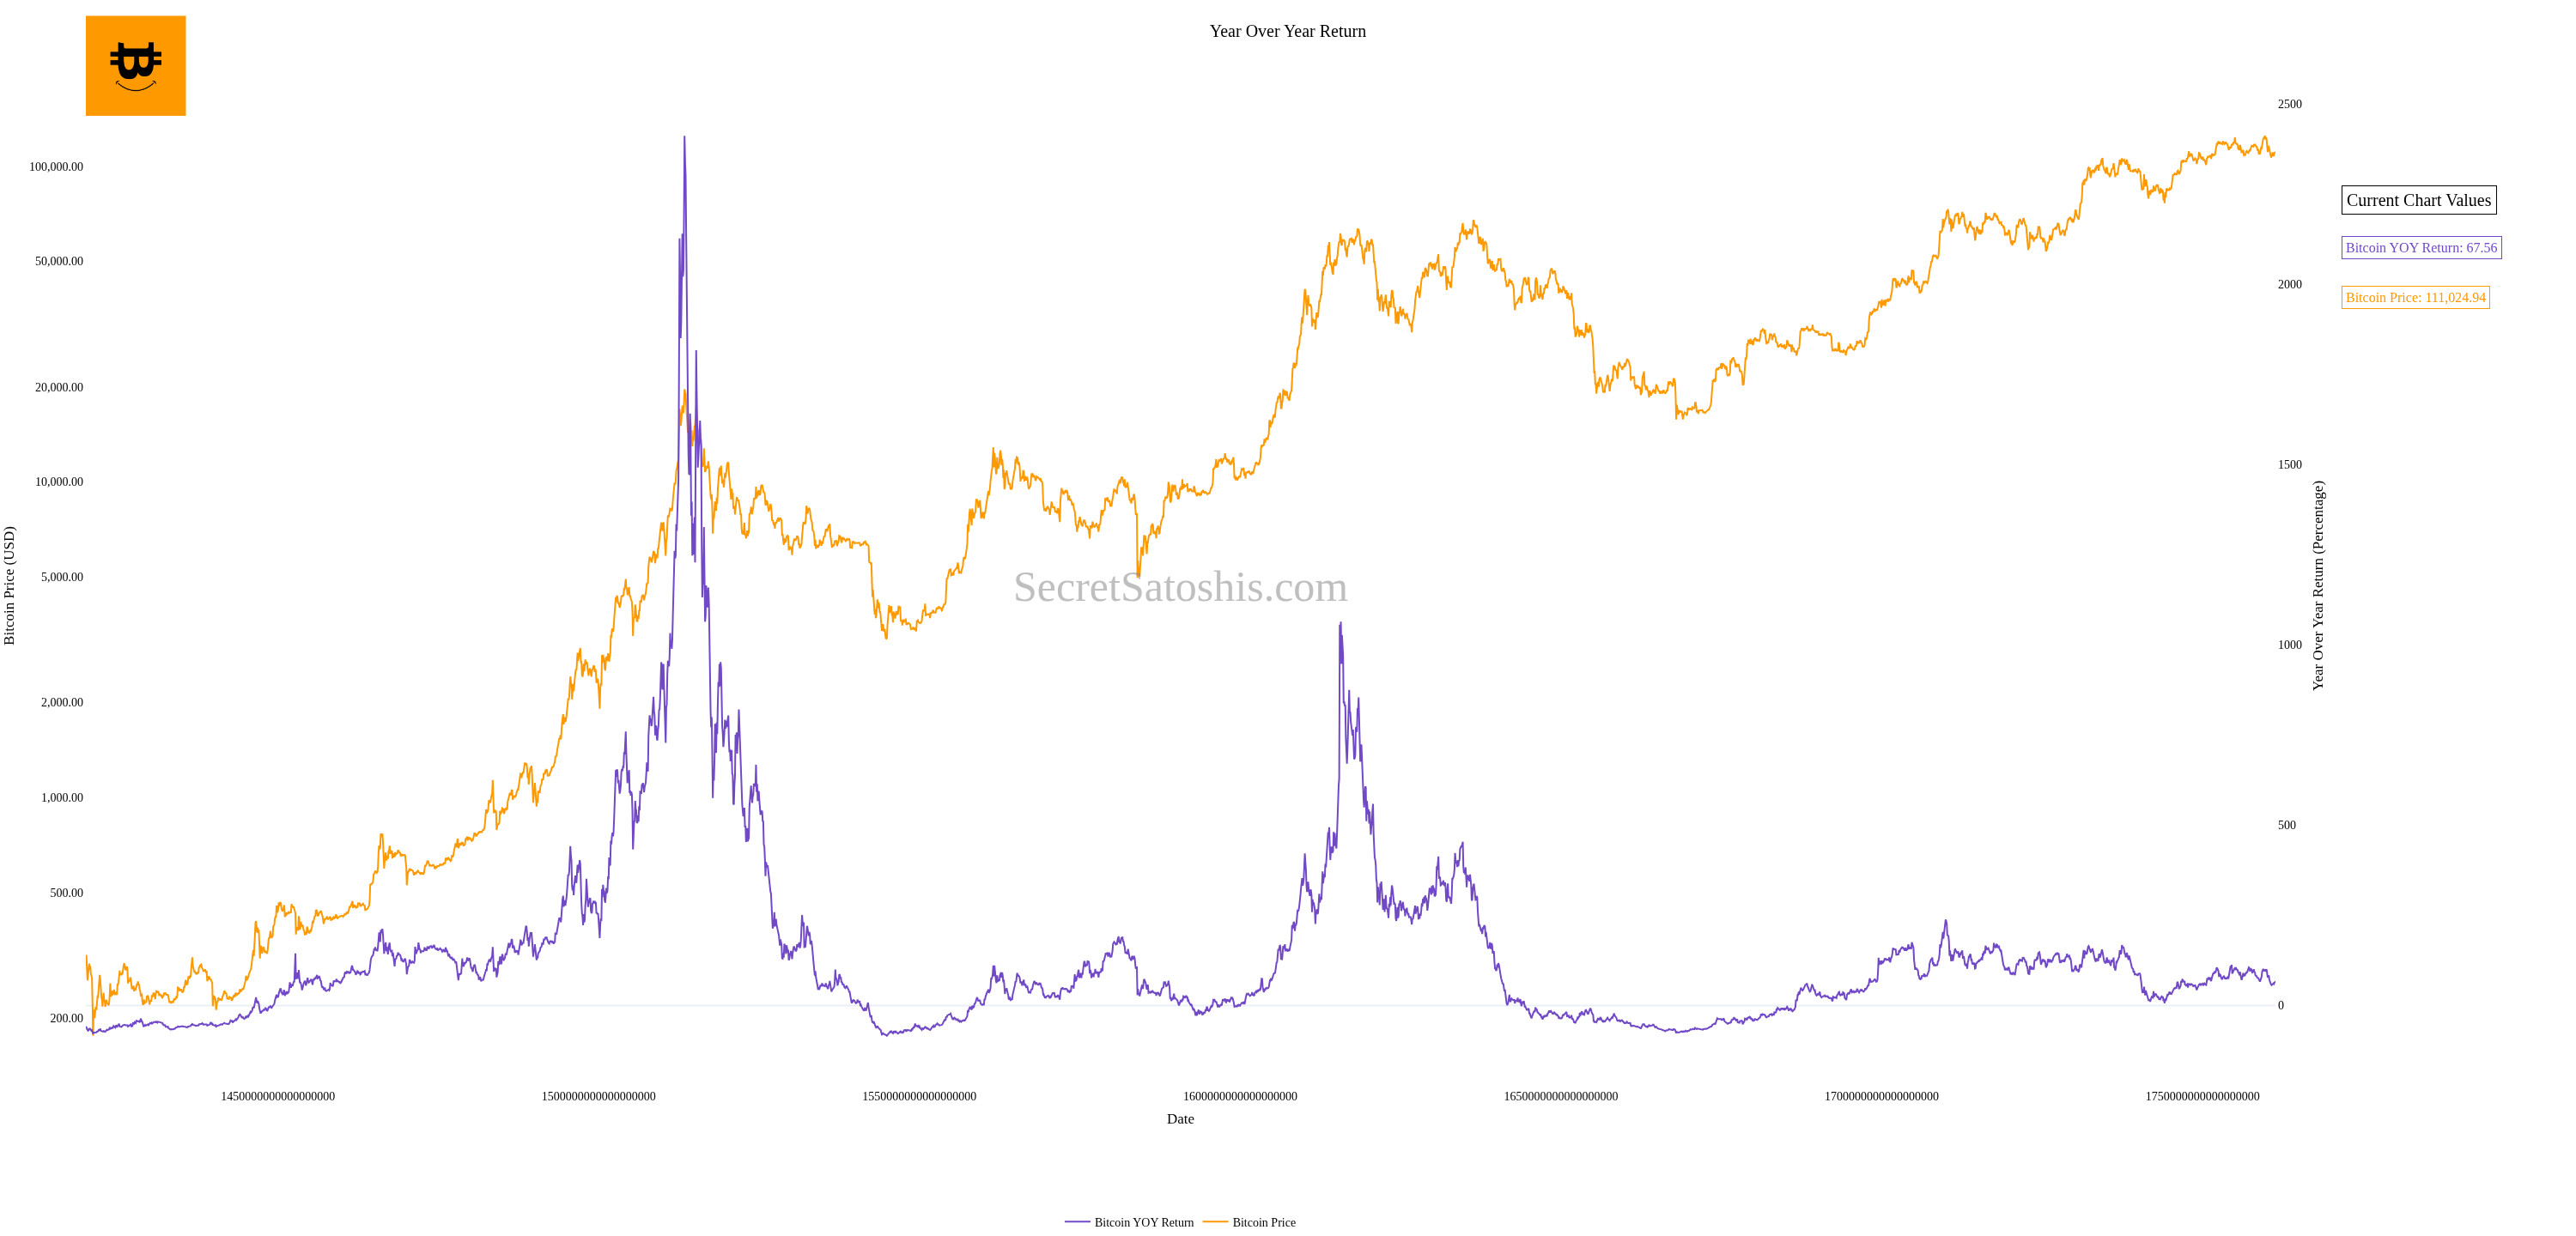 Year Over Year Return
2500
100,000.00
Current Chart Values
Bitcoin YOY Return: 67.56
50,000.00
2000
Bitcoin Price: 111,024.94
20,000.00
1500
10,000.00
Bitcoin Price (USD)
Year Over Year Return (Percentage)
5,000.00
SecretSatoshis.com
1000
2,000.00
1,000.00
500
500.00
0
200.00
1450000000000000000
1500000000000000000
1550000000000000000
1600000000000000000
1650000000000000000
1700000000000000000
1750000000000000000
Date
Bitcoin YOY Return
Bitcoin Price